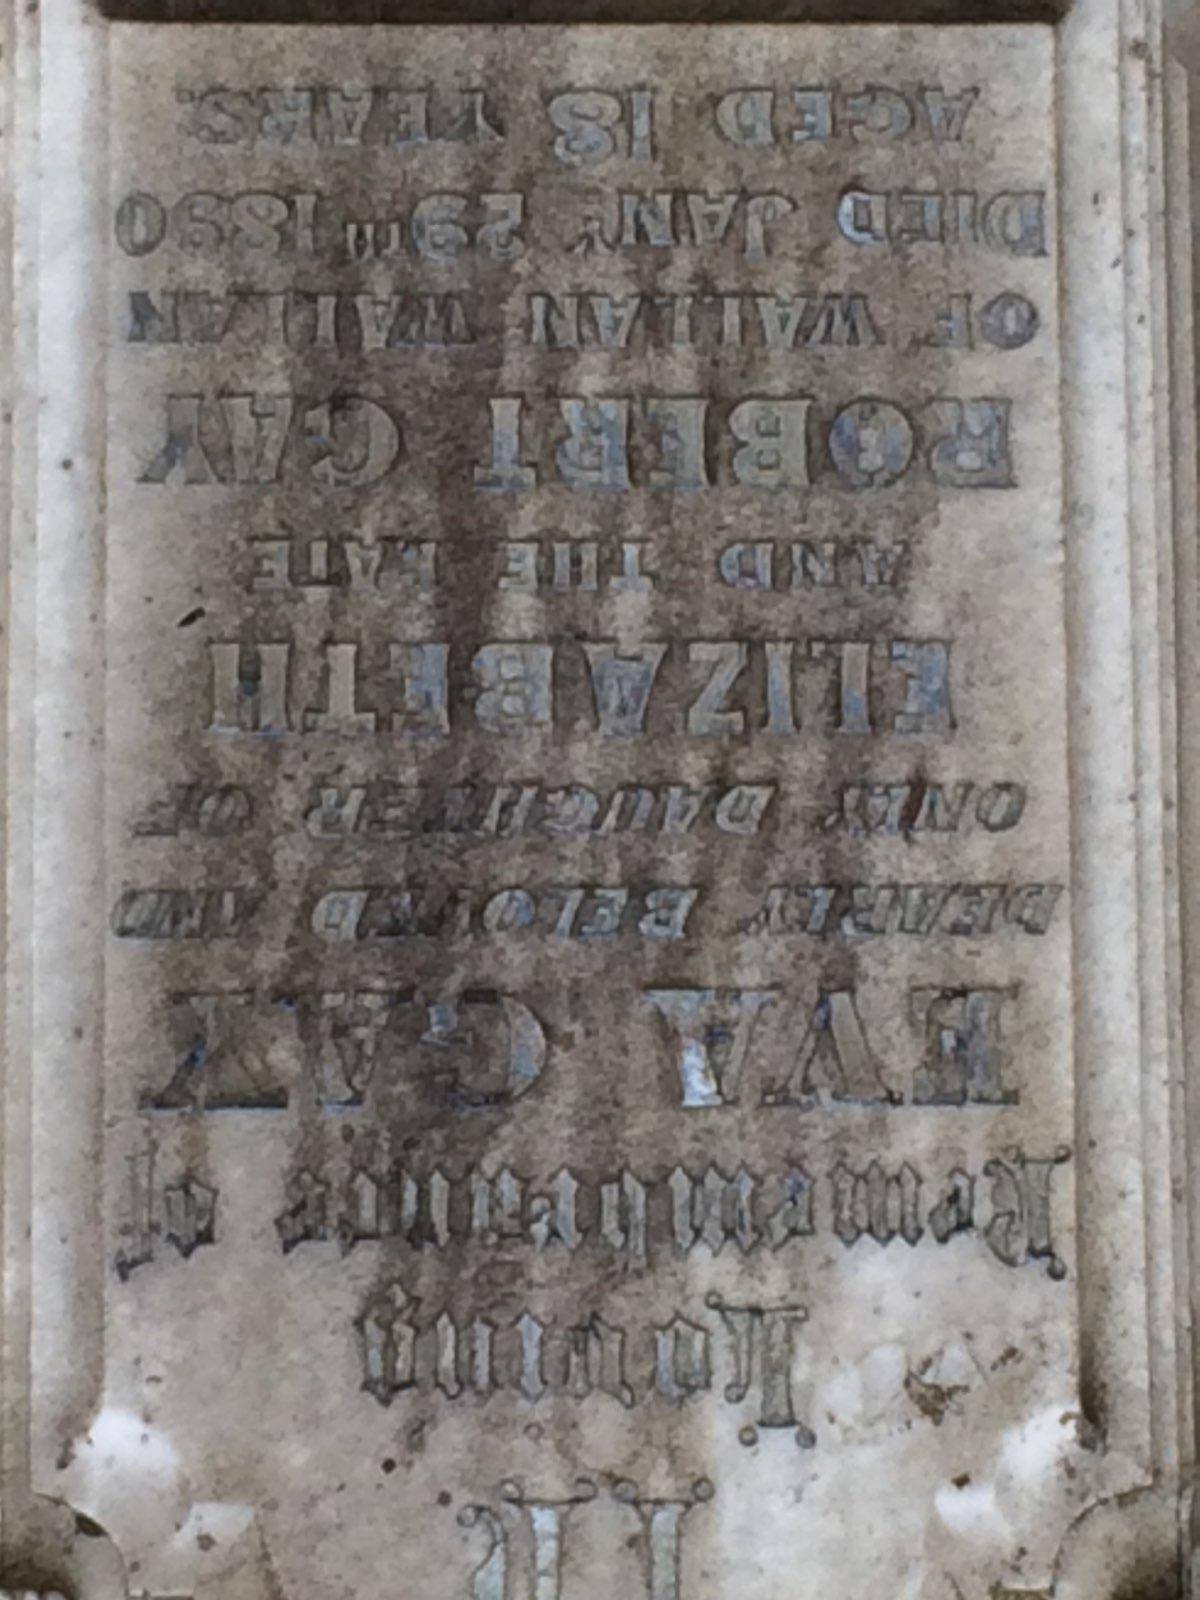 In
Loving
Remembrance of
EVA GAY
DEARLY BELOVED AND
ONLY DAUGHTER OF
ELIZABETH
AND THE LATE
ROBERT GAY
OF WALLAN WALLAN
DIED JANY 29TH 1890
AGED 18 YEARS.